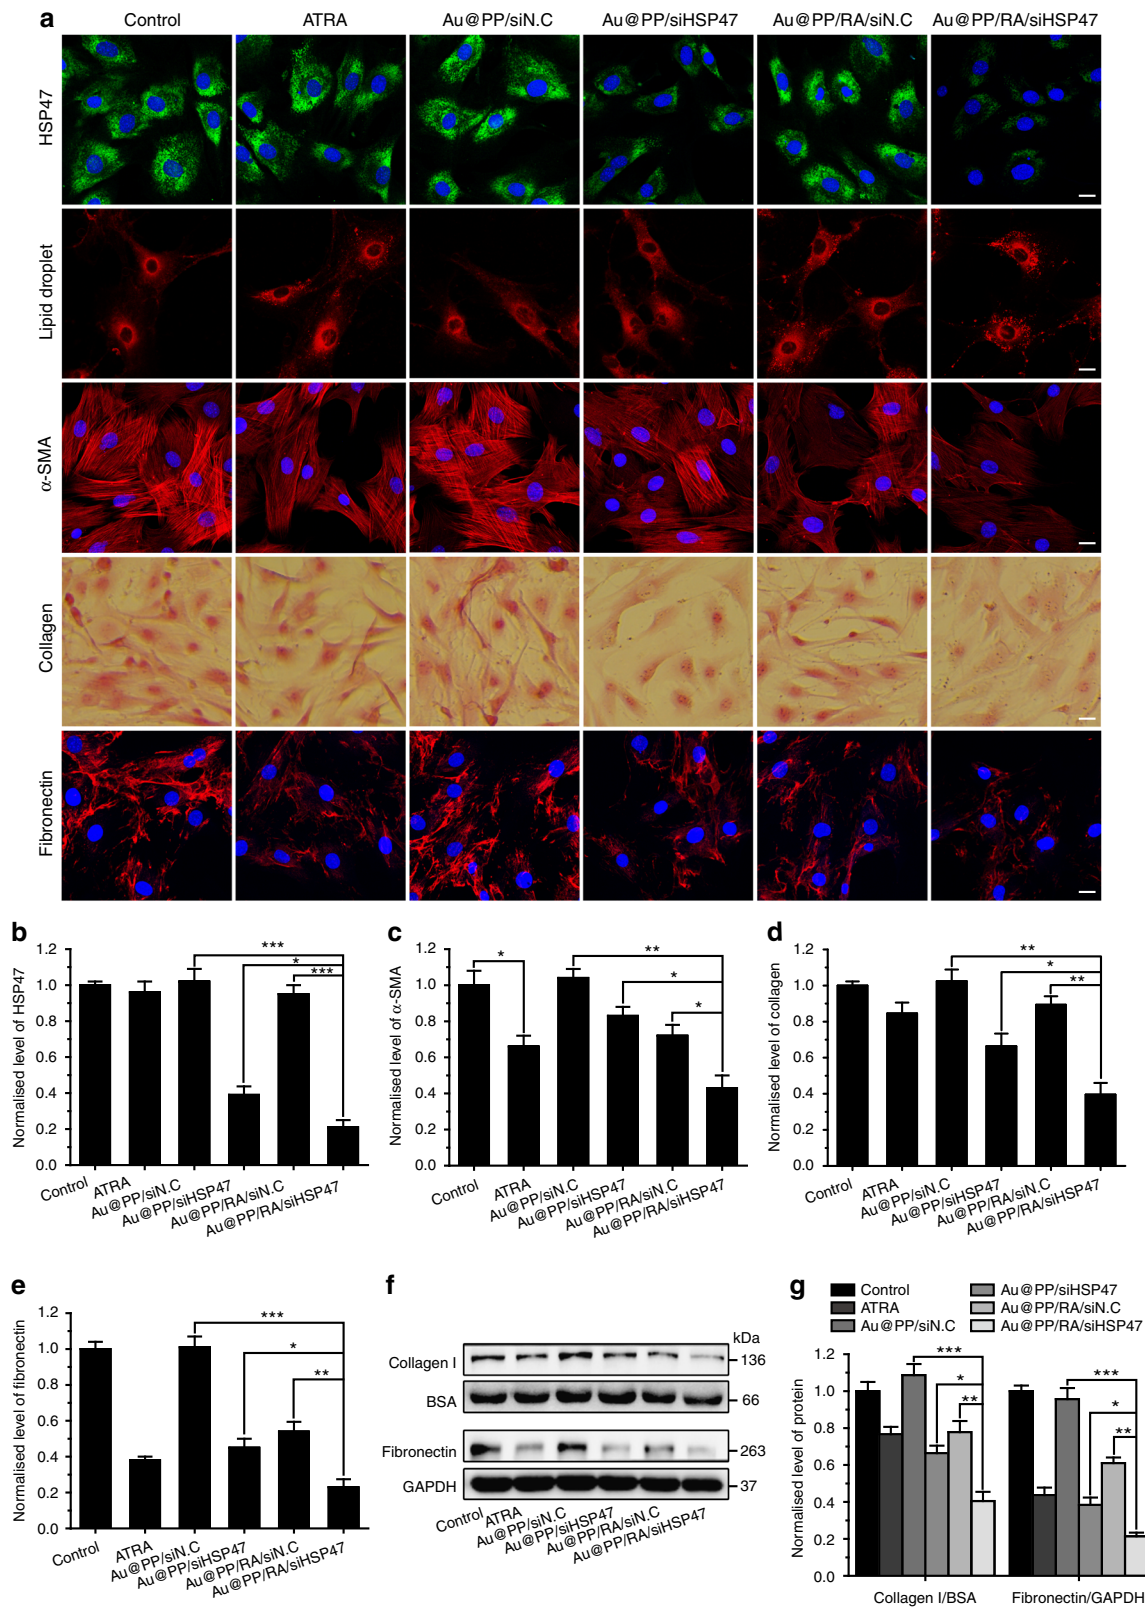 a
Control
ATRA
Au@PP/siN.C
Au@PP/siHSP47
Au@PP/RA/siN.C
Au@PP/RA/siHSP47
HSP47
Lipid droplet
α-SMA
Collagen
Fibronectin
b
Normalised level of HSP47
1.2
1.0
0.8
0.6
0.4
0.2
0.0
***
*
***
Control
ATRA
Au@PP/siN.C
Au@PP/siHSP47
Au@PP/RA/siN.C
Au@PP/RA/siHSP47
c
Normalised level of α-SMA
1.2
1.0
0.8
0.6
0.4
0.2
0.0
*
**
*
*
Control
ATRA
Au@PP/siN.C
Au@PP/siHSP47
Au@PP/RA/siN.C
Au@PP/RA/siHSP47
d
Normalised level of collagen
1.2
1.0
0.8
0.6
0.4
0.2
0.0
**
*
**
Control
ATRA
Au@PP/siN.C
Au@PP/siHSP47
Au@PP/RA/siN.C
Au@PP/RA/siHSP47
e
Normalised level of fibronectin
1.2
1.0
0.8
0.6
0.4
0.2
0.0
***
*
**
Control
ATRA
Au@PP/siN.C
Au@PP/siHSP47
Au@PP/RA/siN.C
Au@PP/RA/siHSP47
f
kDa
Collagen I
136
BSA
66
Fibronectin
263
GAPDH
37
Control
ATRA
Au@PP/siN.C
Au@PP/siHSP47
Au@PP/RA/siN.C
Au@PP/RA/siHSP47
g
Control
ATRA
Au@PP/siN.C
Au@PP/siHSP47
Au@PP/RA/siN.C
Au@PP/RA/siHSP47
Normalised level of protein
1.2
1.0
0.8
0.6
0.4
0.2
0.0
***
*
**
***
*
**
Collagen I/BSA
Fibronectin/GAPDH